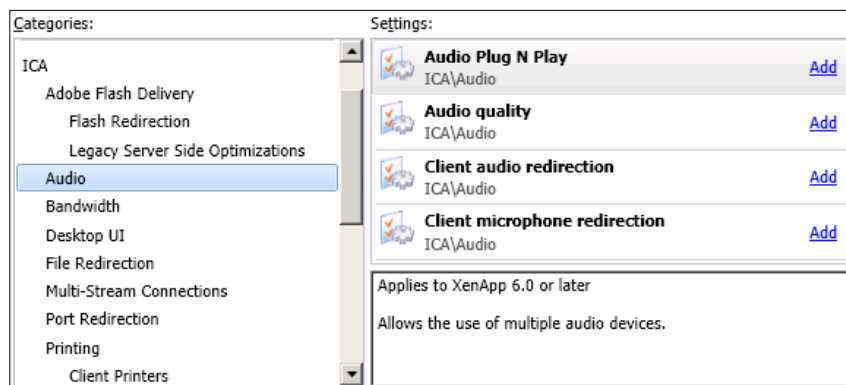 Categories:
ICA
Adobe Flash Delivery
Flash Redirection
Legacy Server Side Optimizations
Audio
Bandwidth
Desktop UI
File Redirection
Multi-Stream Connections
Port Redirection
Printing
Client Printers
Settings:
Audio Plug N Play
ICA\Audio
Add
Audio quality
ICA\Audio
Add
Client audio redirection
ICA\Audio
Add
Client microphone redirection
ICA\Audio
Add
Applies to XenApp 6.0 or later
Allows the use of multiple audio devices.